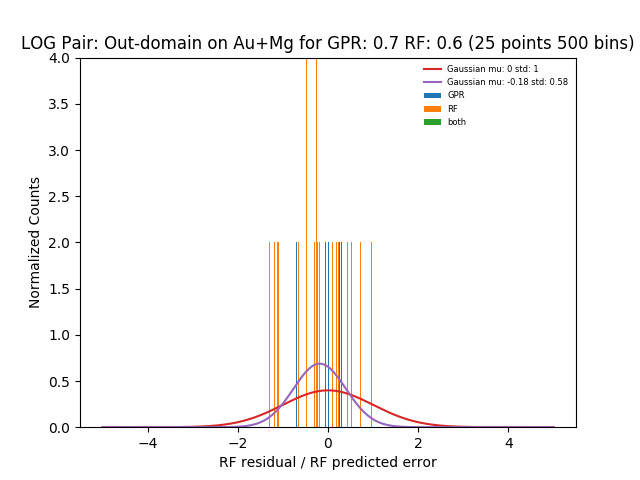 LOG Pair: Out-domain on Au+Mg for GPR: 0.7 RF: 0.6 (25 points 500 bins)
Gaussian mu: 0 std: 1
Gaussian mu: -0.18 std: 0.58
GPR
RF
both
4.0
3.5
3.0
2.5
2.0
1.5
1.0
0.5
0.0
Normalized Counts
−4
−2
0
2
4
RF residual / RF predicted error